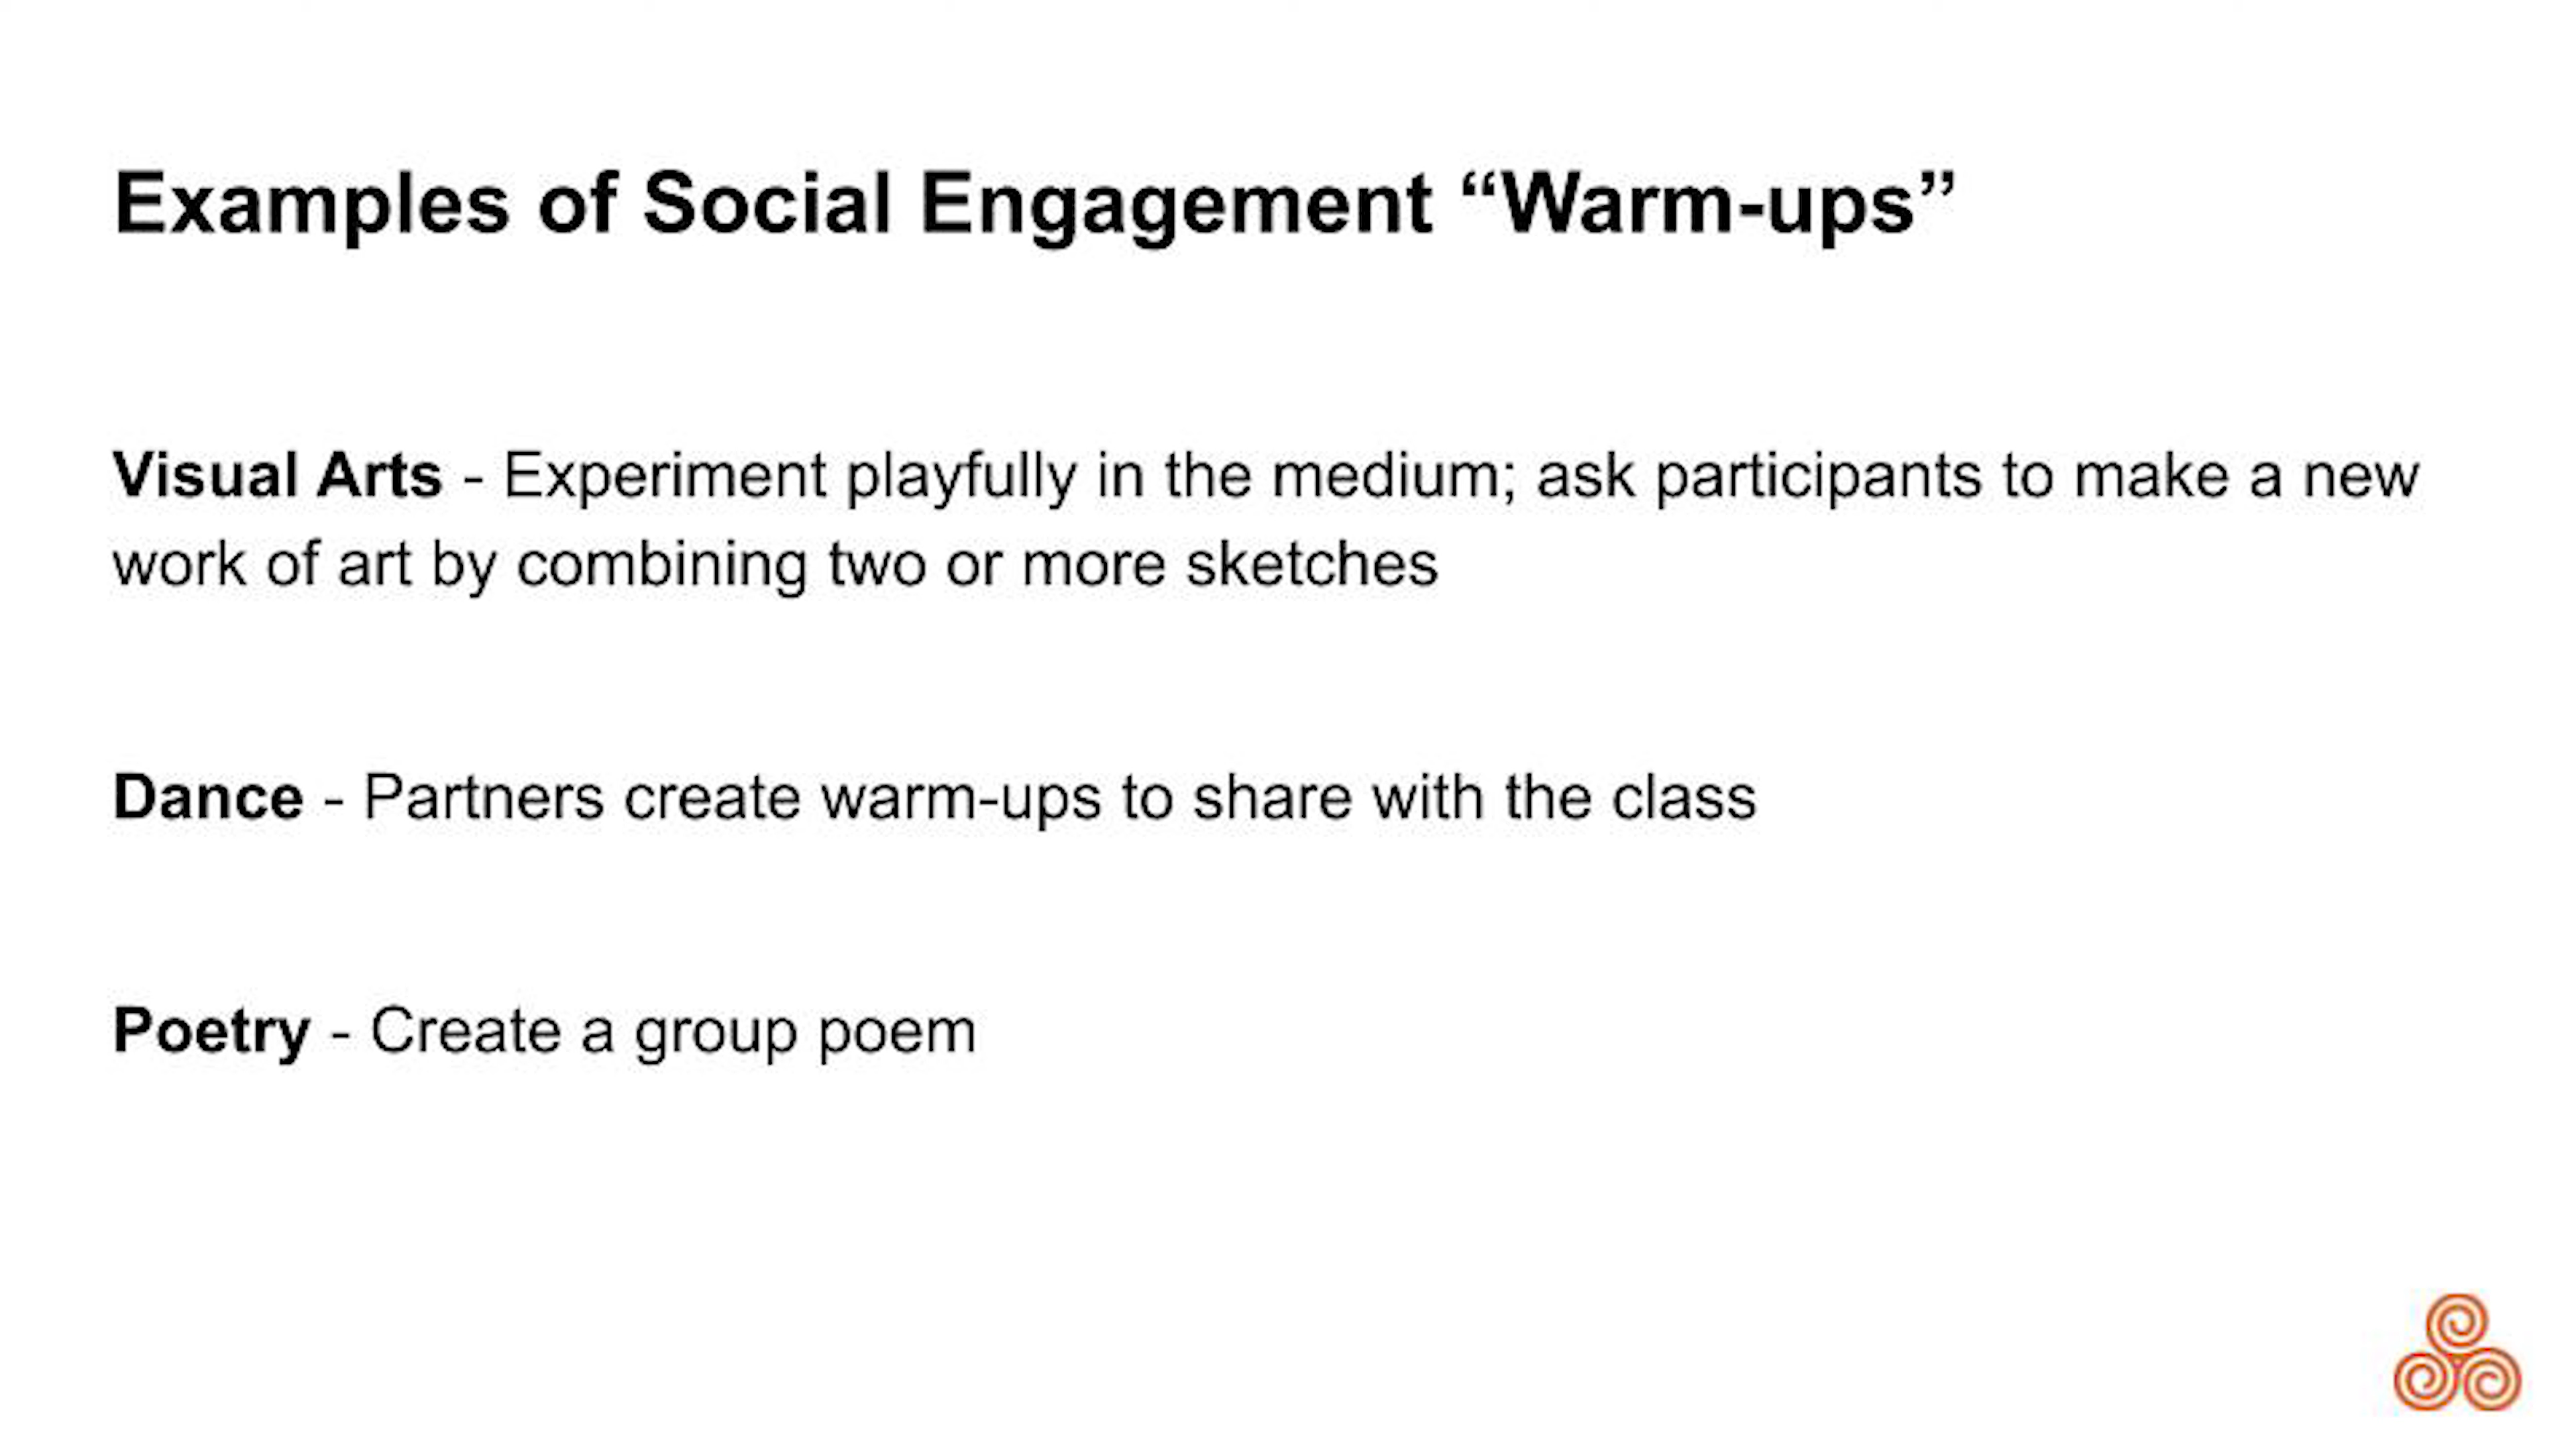 Examples of Social Engagement “Warm-ups”
Visual Arts - Experiment playfully in the medium; ask participants to make a new
work of art by combining two or more sketches
Dance - Partners create warm-ups to share with the class
Poetry - Create a group poem